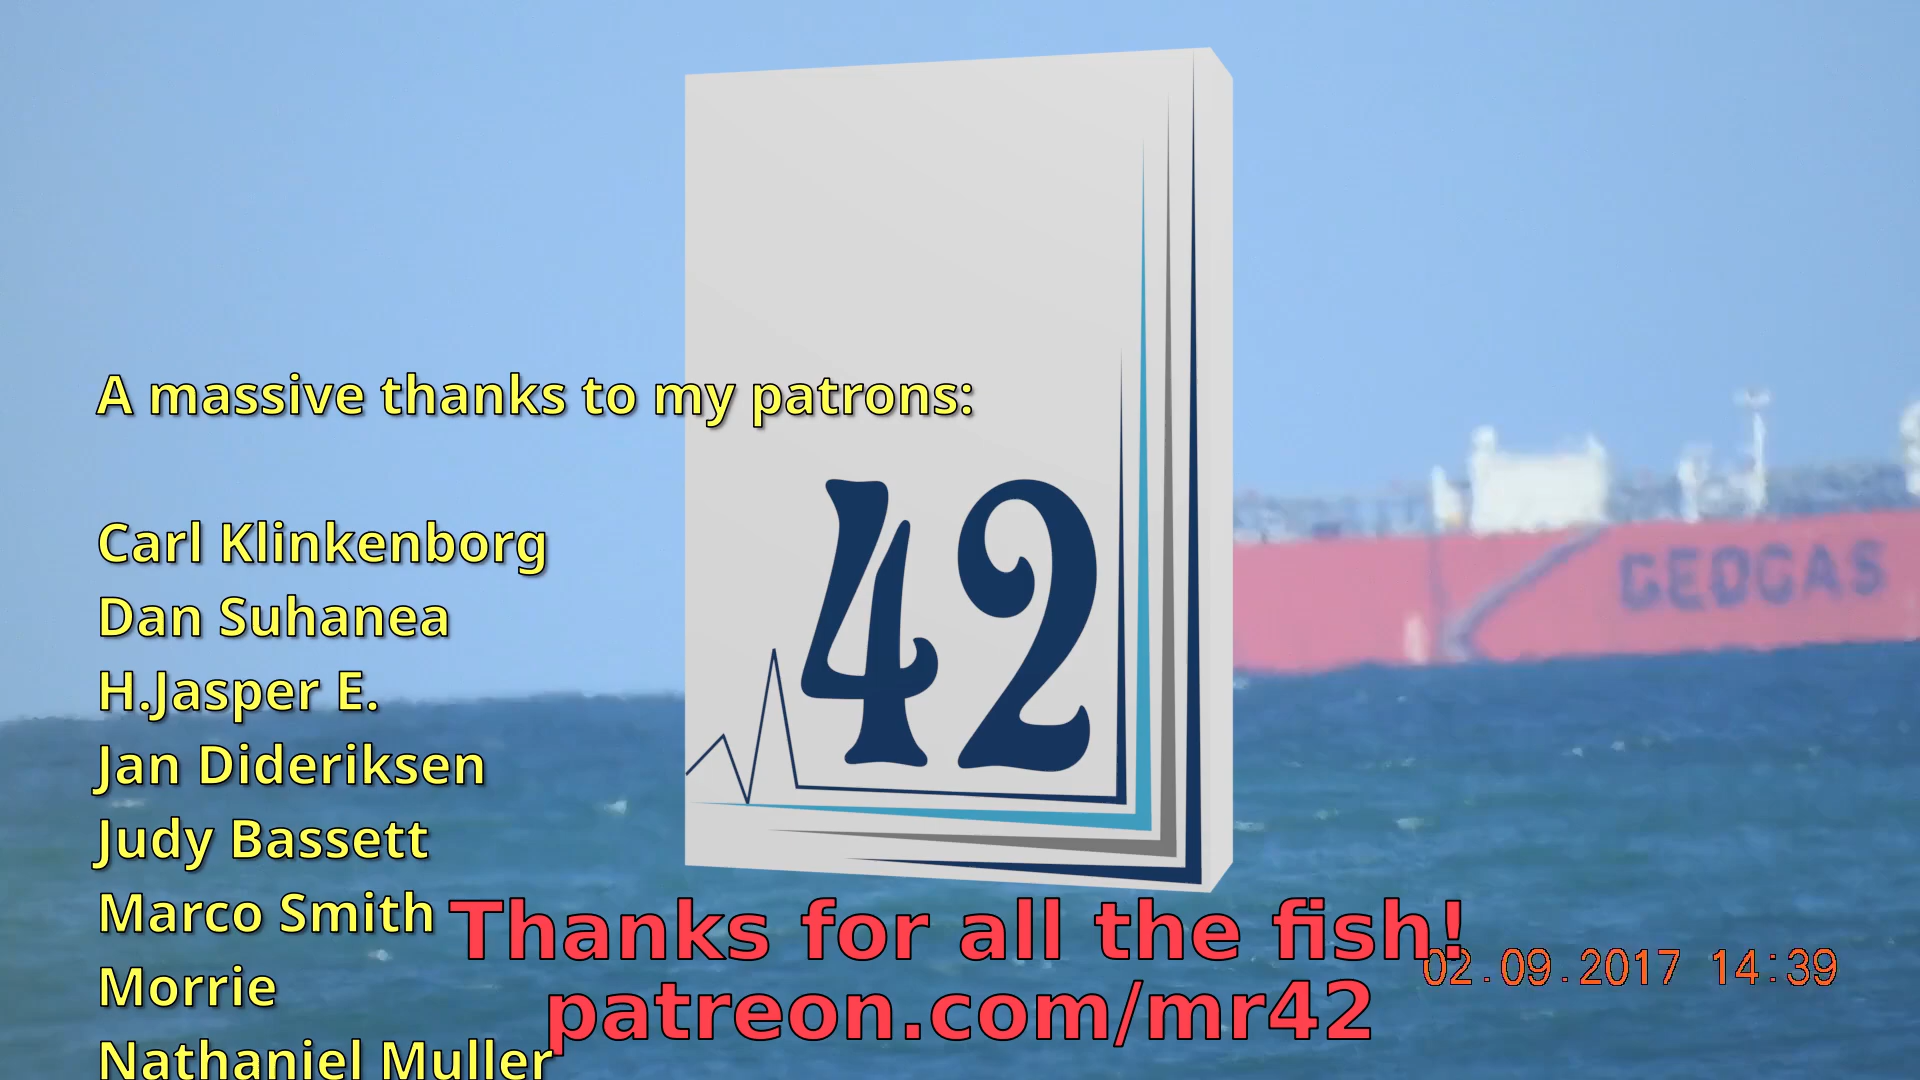 A massive thanks to my patrons:
Carl Klinkenborg
Dan Suhanea
H.Jasper E.
Jan Dideriksen
Judy Bassett
Marco Smith
Morrie
Nathaniel Muller
42
GEOGAS
Thanks for all the fish!
patreon.com/mr42
02.09.2017 14:39